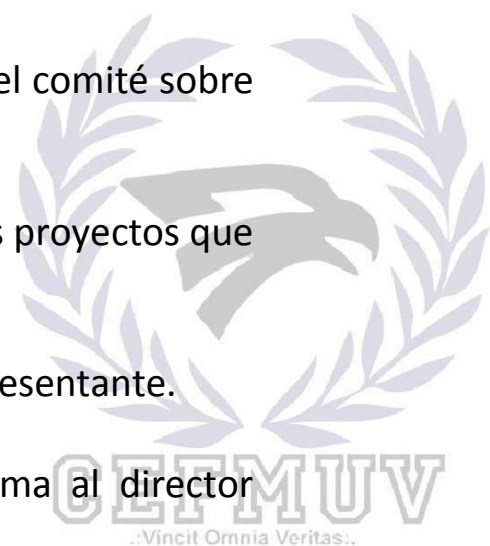 el comité sobre
s proyectos que
esentante.
ma al director
CEFMUV
.:Vincit Omnia Veritas:.